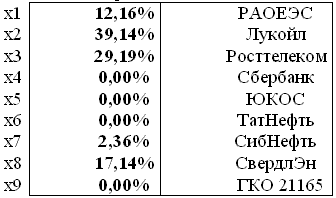 x1 12,16% РАОЕЭС
x2 39,14% Лукойл
x3 29,19% Росттелеком
x4 0,00% Сбербанк
x5 0,00% ЮКОС
x6 0,00% ТатНефть
x7 2,36% СибНефть
x8 17,14% СвердлЭн
x9 0,00% ГКО 21165